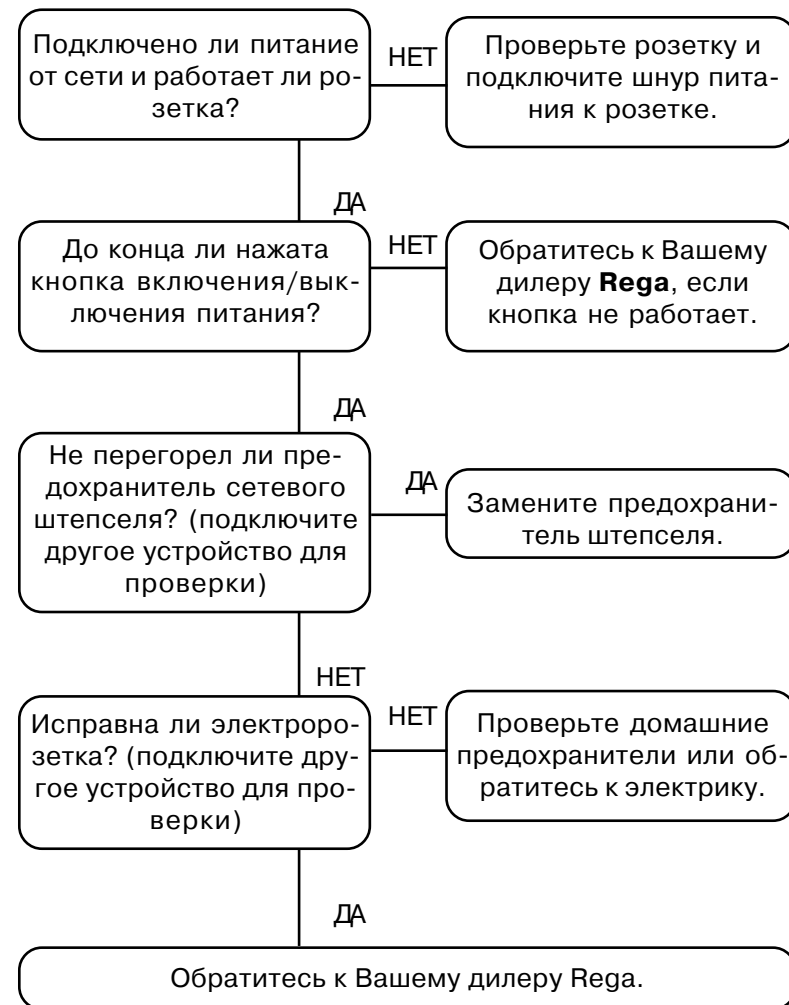 Подключено ли питание
от сети и работает ли ро-
зетка?
НЕТ
Проверьте розетку и
подключите шнур пита-
ния к розетке.
ДА
До конца ли нажата
кнопка включения/вык-
лючения питания?
НЕТ
Обратитесь к Вашему
дилеру Rega, если
кнопка не работает.
ДА
Не перегорел ли пре-
дохранитель сетевого
штепселя? (подключите
другое устройство для
проверки)
ДА
Замените предохрани-
тель штепселя.
НЕТ
Исправна ли электроро-
зетка? (подключите дру-
гое устройство для про-
верки)
НЕТ
Проверьте домашние
предохранители или об-
ратитесь к электрику.
ДА
Обратитесь к Вашему дилеру Rega.